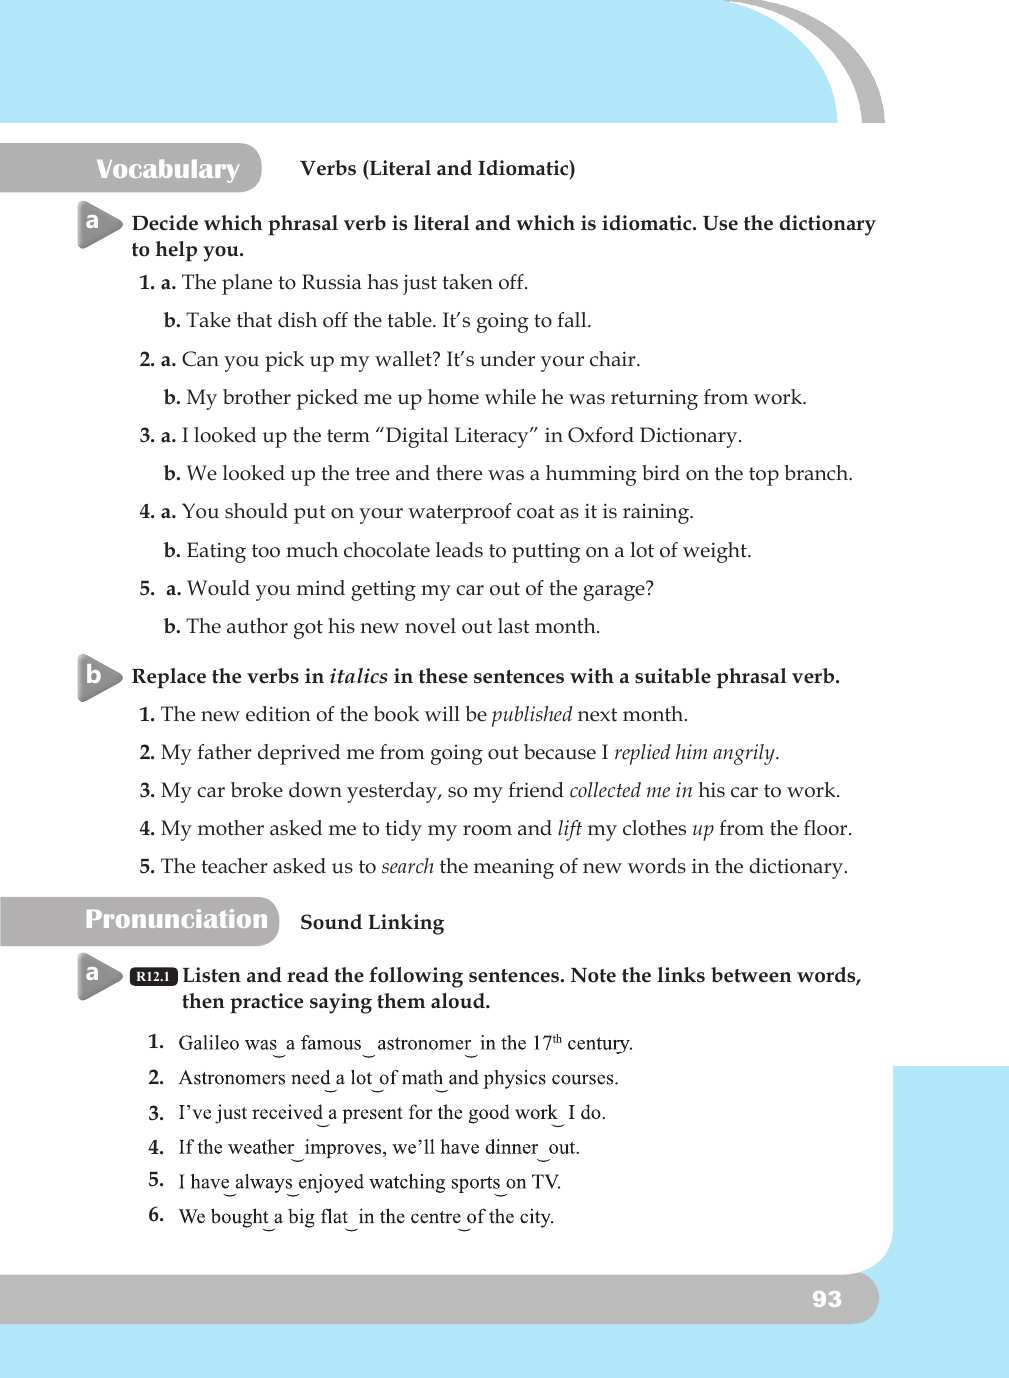 Vocabulary
Verbs (Literal and Idiomatic)
a
Decide which phrasal verb is literal and which is idiomatic. Use the dictionary
to help you.
1. a. The plane to Russia has just taken off.
b. Take that dish off the table. It’s going to fall.
2. a. Can you pick up my wallet? It’s under your chair.
b. My brother picked me up home while he was returning from work.
3. a. I looked up the term “Digital Literacy” in Oxford Dictionary.
b. We looked up the tree and there was a humming bird on the top branch.
4. a. You should put on your waterproof coat as it is raining.
b. Eating too much chocolate leads to putting on a lot of weight.
5. a. Would you mind getting my car out of the garage?
b. The author got his new novel out last month.
b
Replace the verbs in italics in these sentences with a suitable phrasal verb.
1. The new edition of the book will be published next month.
2. My father deprived me from going out because I replied him angrily.
3. My car broke down yesterday, so my friend collected me in his car to work.
4. My mother asked me to tidy my room and lift my clothes up from the floor.
5. The teacher asked us to search the meaning of new words in the dictionary.
Pronunciation
Sound Linking
a
R12.1 Listen and read the following sentences. Note the links between words,
then practice saying them aloud.
1. Galileo was‿a famous‿astronomer‿in the 17th century.
2. Astronomers need‿a lot‿of math‿and physics courses.
3. I’ve just received‿a present for the good work‿I do.
4. If the weather‿improves, we’ll have dinner‿out.
5. I have‿always‿enjoyed watching sports‿on TV.
6. We bought‿a big flat‿in the centre‿of the city.
93